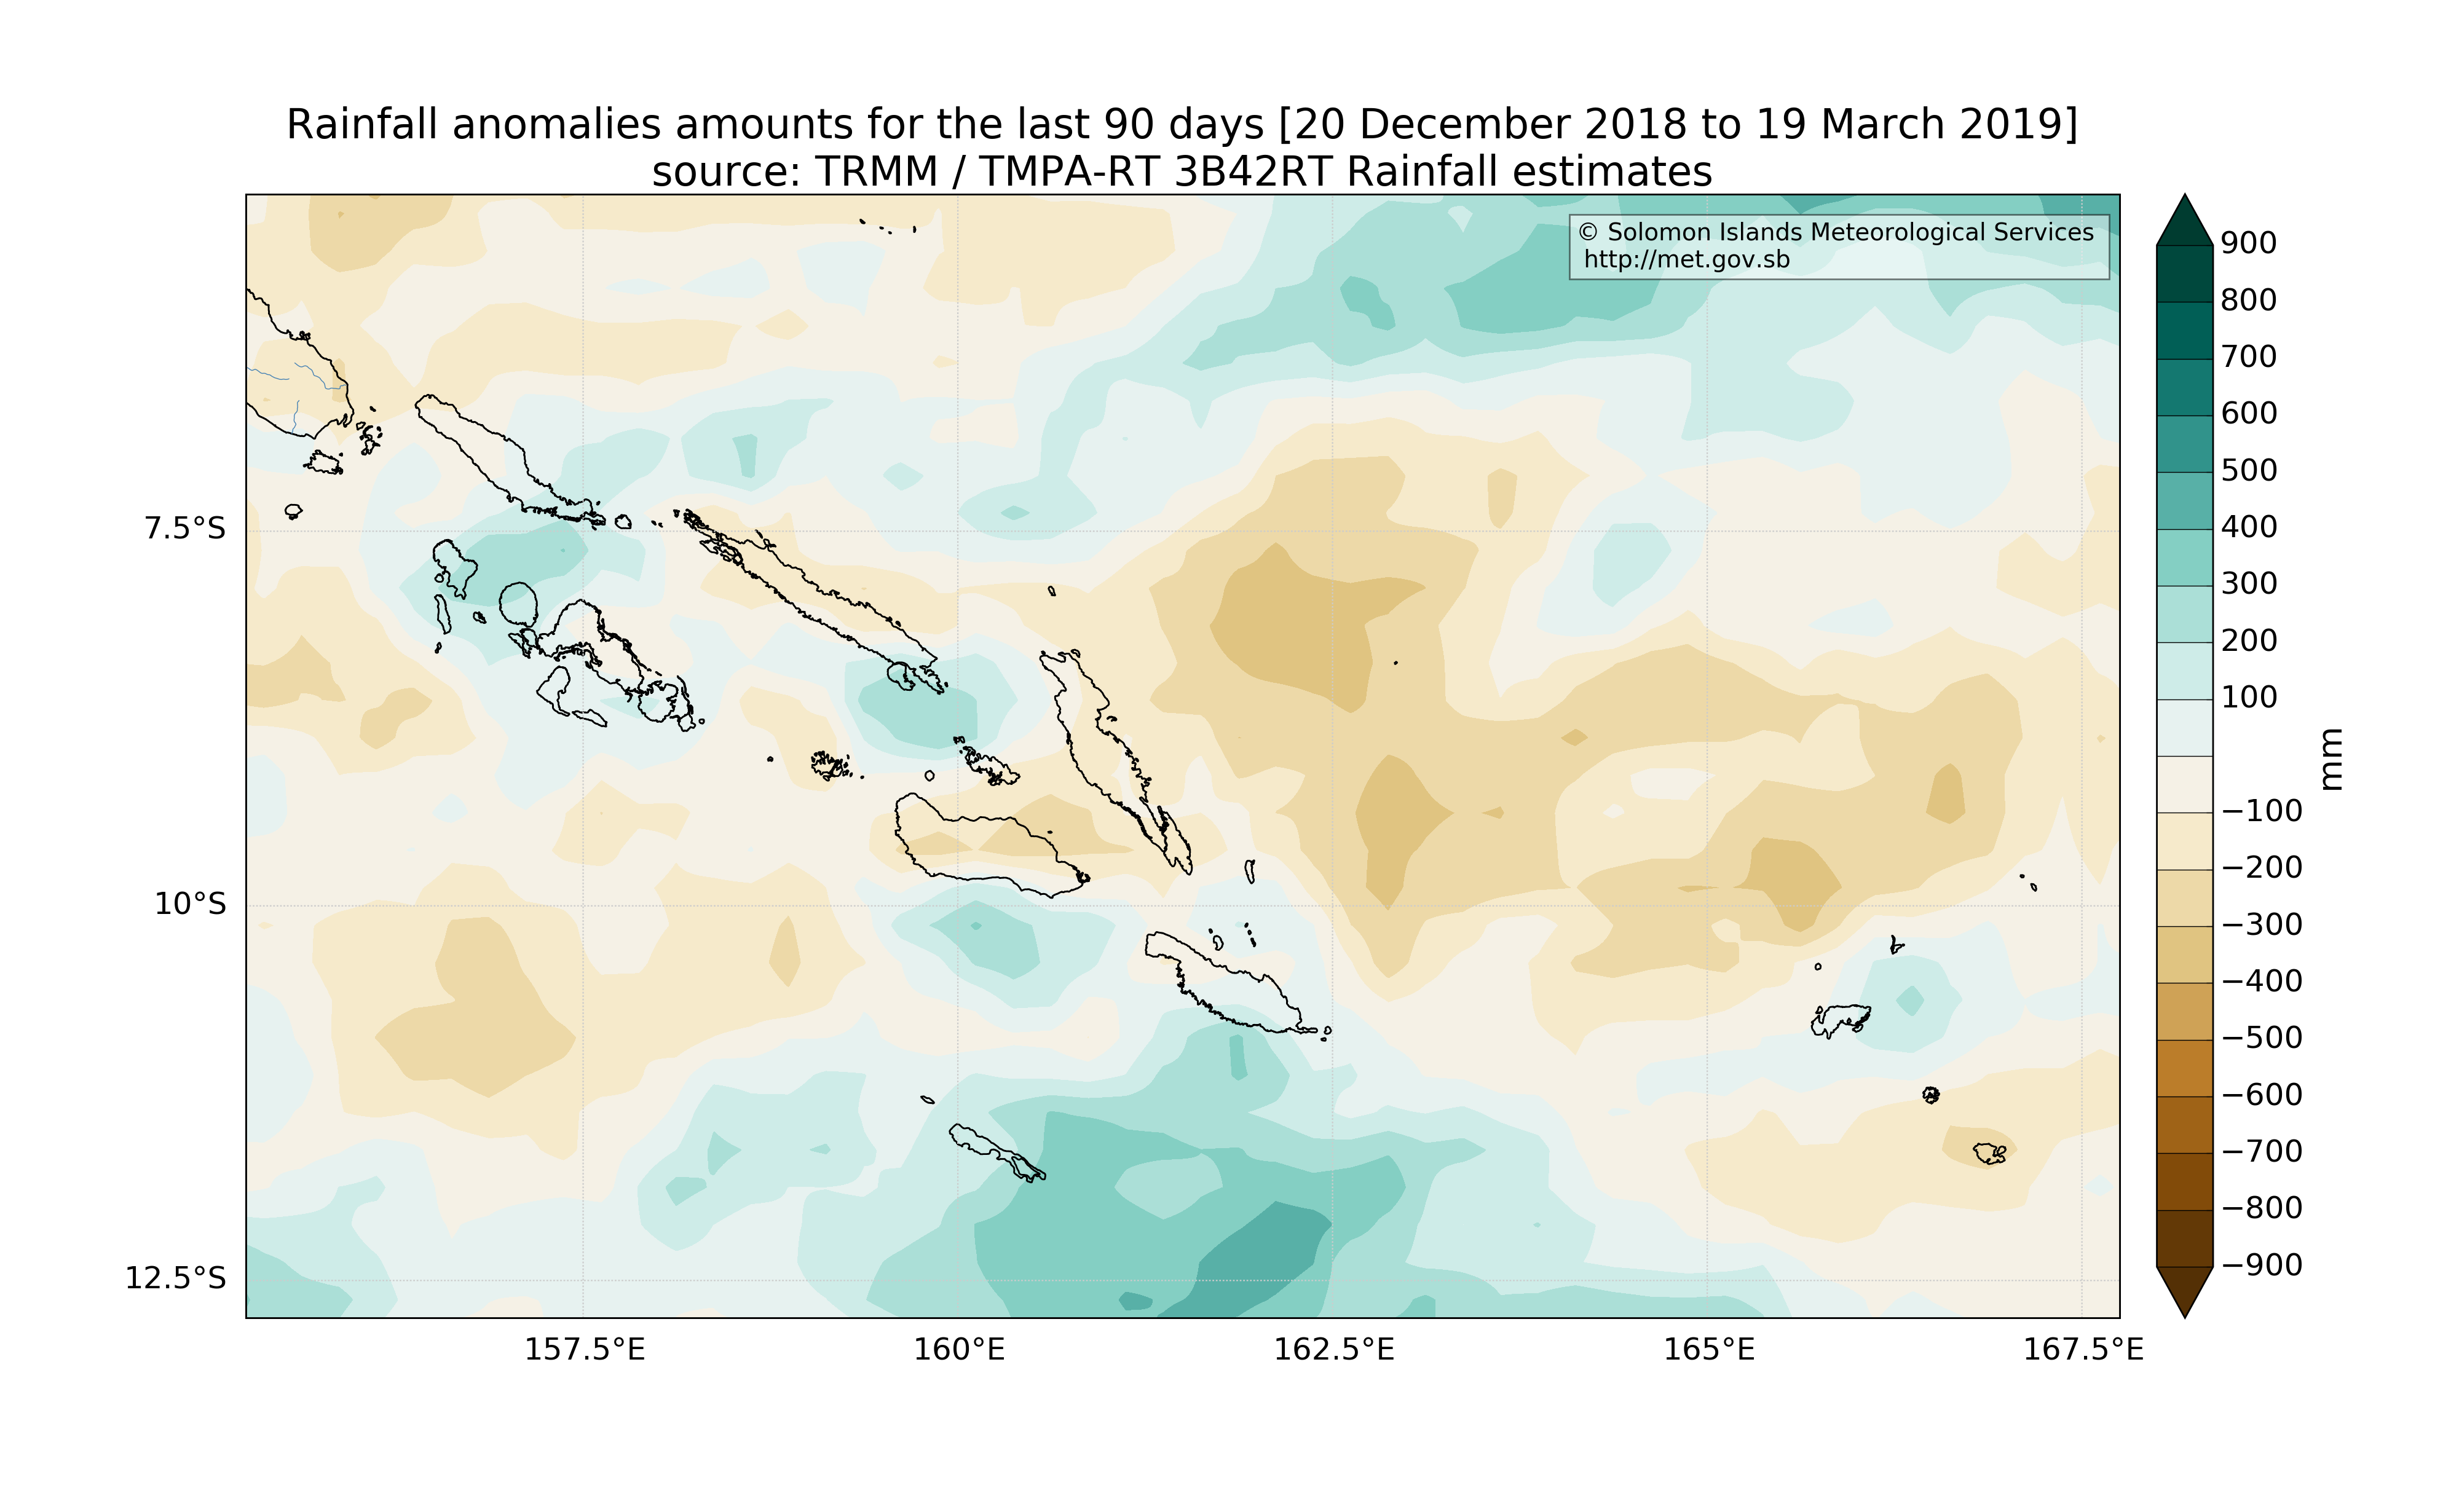 Rainfall anomalies amounts for the last 90 days [20 December 2018 to 19 March 2019]
source: TRMM / TMPA-RT 3B42RT Rainfall estimates
© Solomon Islands Meteorological Services
http://met.gov.sb
7.5°S
10°S
12.5°S
157.5°E
160°E
162.5°E
165°E
167.5°E
900
800
700
600
500
400
300
200
100
−100
−200
−300
−400
−500
−600
−700
−800
−900
mm